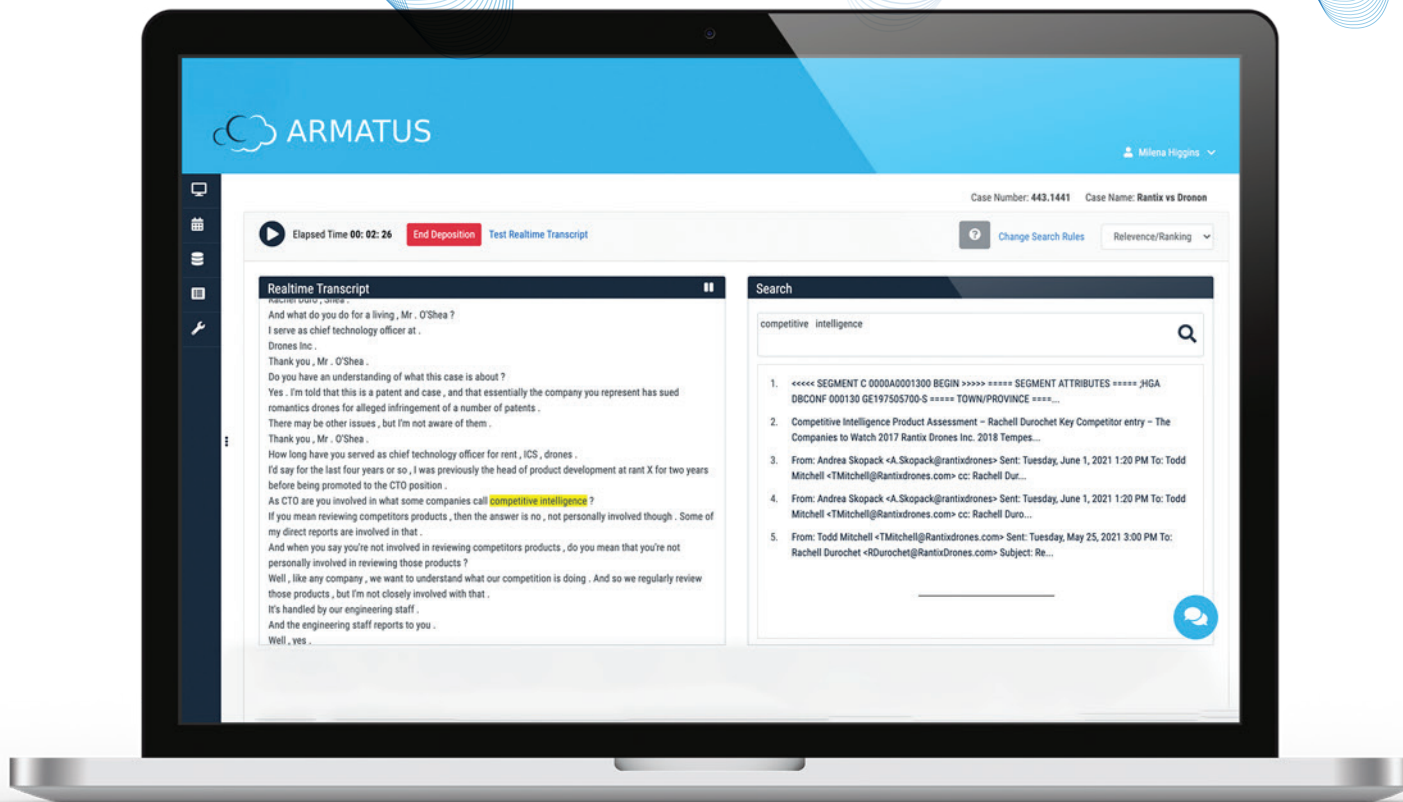 ARMATUS
Milena Higgins
Case Number: 443.1441 Case Name: Rantix vs Dronon
Elapsed Time 00: 02: 26 End Deposition Test Realtime Transcript
? Change Search Rules Relevence/Ranking
Realtime Transcript
Rachel Duro , Shea .
And what do you do for a living , Mr . O'Shea ?
I serve as chief technology officer at .
Drones Inc .
Thank you , Mr . O'Shea .
Do you have an understanding of what this case is about ?
Yes . I'm told that this is a patent and case , and that essentially the company you represent has sued
romantics drones for alleged infringement of a number of patents .
There may be other issues , but I'm not aware of them .
Thank you , Mr . O'Shea .
How long have you served as chief technology officer for rent , ICS , drones .
I'd say for the last four years or so , I was previously the head of product development at rant X for two years
before being promoted to the CTO position .
As CTO are you involved in what some companies call competitive intelligence ?
If you mean reviewing competitors products , then the answer is no , not personally involved though . Some of
my direct reports are involved in that .
And when you say you're not involved in reviewing competitors products , do you mean that you're not
personally involved in reviewing those products ?
Well , like any company , we want to understand what our competition is doing . And so we regularly review
those products , but I'm not closely involved with that .
It's handled by our engineering staff .
And the engineering staff reports to you .
Well , yes .
Search
competitive intelligence
1. <<<<< SEGMENT C 0000A0001300 BEGIN >>>>> ===== SEGMENT ATTRIBUTES ===== ;HGA
DBCONF 000130 GE197505700-S ===== TOWN/PROVINCE ====...
2. Competitive Intelligence Product Assessment – Rachell Durochet Key Competitor entry – The
Companies to Watch 2017 Rantix Drones Inc. 2018 Tempes...
3. From: Andrea Skopack <A.Skopack@rantixdrones> Sent: Tuesday, June 1, 2021 1:20 PM To: Todd
Mitchell <TMitchell@Rantixdrones.com> cc: Rachell Dur...
4. From: Andrea Skopack <A.Skopack@rantixdrones> Sent: Tuesday, June 1, 2021 1:20 PM To: Todd
Mitchell <TMitchell@Rantixdrones.com> cc: Rachell Duro...
5. From: Todd Mitchell <TMitchell@Rantixdrones.com> Sent: Tuesday, May 25, 2021 3:00 PM To:
Rachell Durochet <RDurochet@RantixDrones.com> Subject: Re...